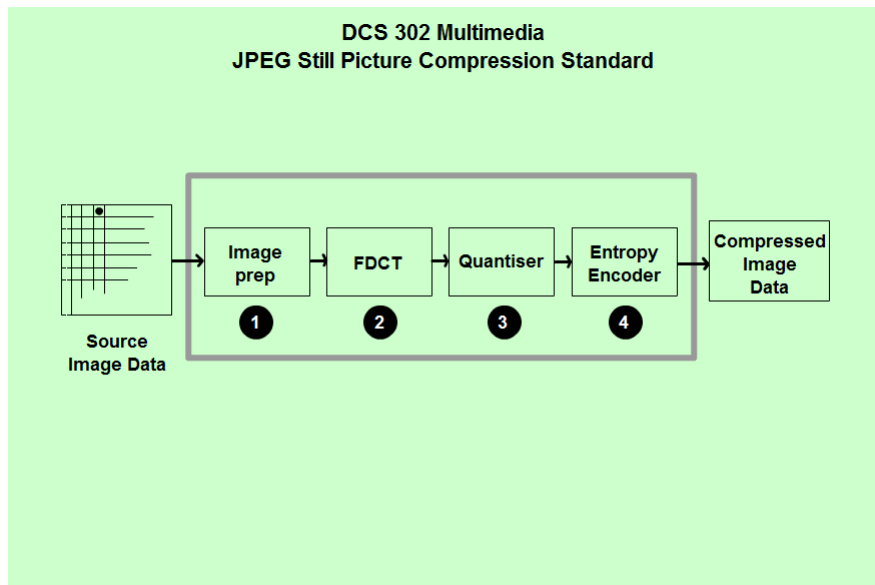 DCS 302 Multimedia
JPEG Still Picture Compression Standard
Source
Image Data
Image
prep
1
FDCT
2
Quantiser
3
Entropy
Encoder
4
Compressed
Image
Data